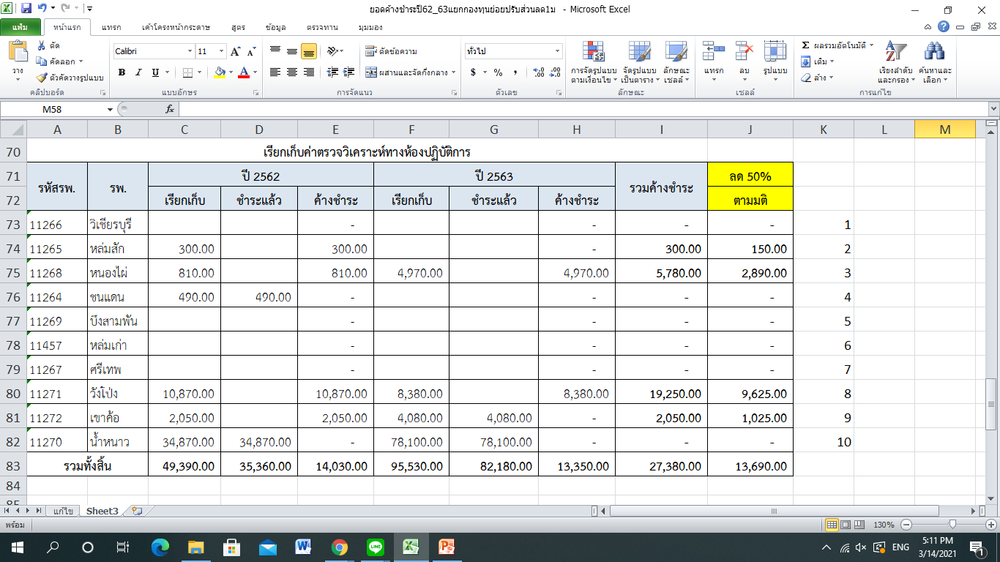 ยอดค้างชำระปี62_63แยกกองทุนย่อยปรับส่วนลด1ม - Microsoft Excel
แฟ้ม หน้าแรก แทรก เค้าโครงหน้ากระดาษ สูตร ข้อมูล ตรวจทาน มุมมอง
วาง ตัด คัดลอก ตัวคัดวางรูปแบบ คลิปบอร์ด
Calibri 11 B I U แบบอักษร
ตัดข้อความ ผสานและจัดกึ่งกลาง การจัดแนว
ทั่วไป $ % , ตัวเลข
การจัดรูปแบบตามเงื่อนไข จัดรูปแบบเป็นตาราง ลักษณะเซลล์ ลักษณะ
แทรก ลบ รูปแบบ เซลล์
Σ ผลรวมอัตโนมัติ เติม ล้าง เรียงลำดับและกรอง ค้นหาและเลือก การแก้ไข
M58 fx
A B C D E F G H I J K L M
70 เรียกเก็บค่าตรวจวิเคราะห์ทางห้องปฏิบัติการ
71 รหัสรพ. รพ. ปี 2562 ปี 2563 รวมค้างชำระ ลด 50%
72 เรียกเก็บ ชำระแล้ว ค้างชำระ เรียกเก็บ ชำระแล้ว ค้างชำระ ตามมติ
73 11266 วิเชียรบุรี - - - - 1
74 11265 หล่มสัก 300.00 300.00 - 300.00 150.00 2
75 11268 หนองไผ่ 810.00 810.00 4,970.00 4,970.00 5,780.00 2,890.00 3
76 11264 ชนแดน 490.00 490.00 - - - - 4
77 11269 บึงสามพัน - - - - 5
78 11457 หล่มเก่า - - - - 6
79 11267 ศรีเทพ - - - - 7
80 11271 วังโป่ง 10,870.00 10,870.00 8,380.00 8,380.00 19,250.00 9,625.00 8
81 11272 เขาค้อ 2,050.00 2,050.00 4,080.00 4,080.00 - 2,050.00 1,025.00 9
82 11270 น้ำหนาว 34,870.00 34,870.00 - 78,100.00 78,100.00 - - - 10
83 รวมทั้งสิ้น 49,390.00 35,360.00 14,030.00 95,530.00 82,180.00 13,350.00 27,380.00 13,690.00
84
85
แก้ไข Sheet3
พร้อม 130%
ENG 5:11 PM
3/14/2021 1